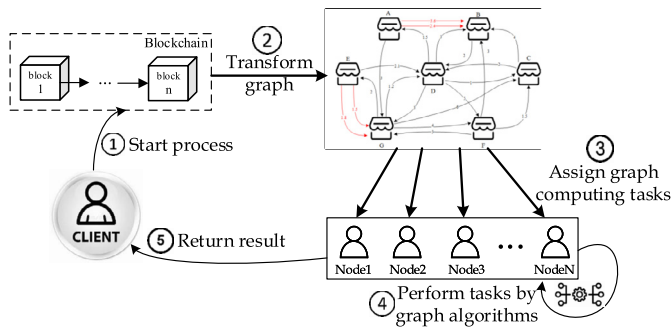 Blockchain
block
1
...
block
n
② Transform
graph
A
B
E
D
C
G
F
① Start process
③
Assign graph
computing tasks
CLIENT
⑤ Return result
Node1
Node2
Node3
...
NodeN
④ Perform tasks by
graph algorithms